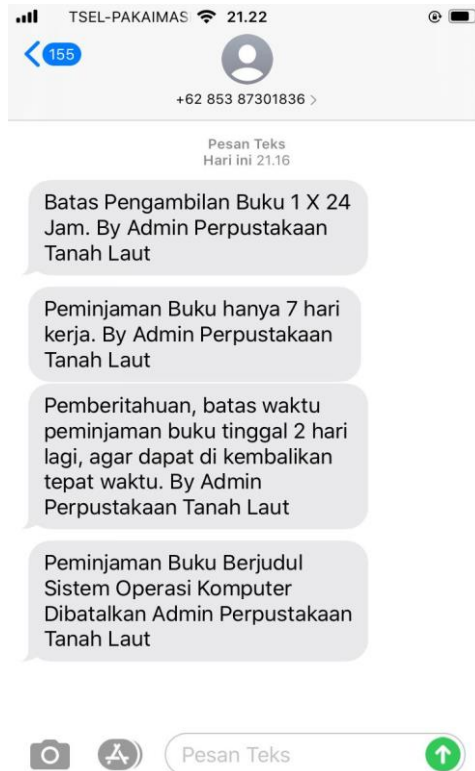 TSEL-PAKAIMAS 21.22
155
+62 853 87301836 >
Pesan Teks
Hari ini 21.16
Batas Pengambilan Buku 1 X 24
Jam. By Admin Perpustakaan
Tanah Laut
Peminjaman Buku hanya 7 hari
kerja. By Admin Perpustakaan
Tanah Laut
Pemberitahuan, batas waktu
peminjaman buku tinggal 2 hari
lagi, agar dapat di kembalikan
tepat waktu. By Admin
Perpustakaan Tanah Laut
Peminjaman Buku Berjudul
Sistem Operasi Komputer
Dibatalkan Admin Perpustakaan
Tanah Laut
Pesan Teks